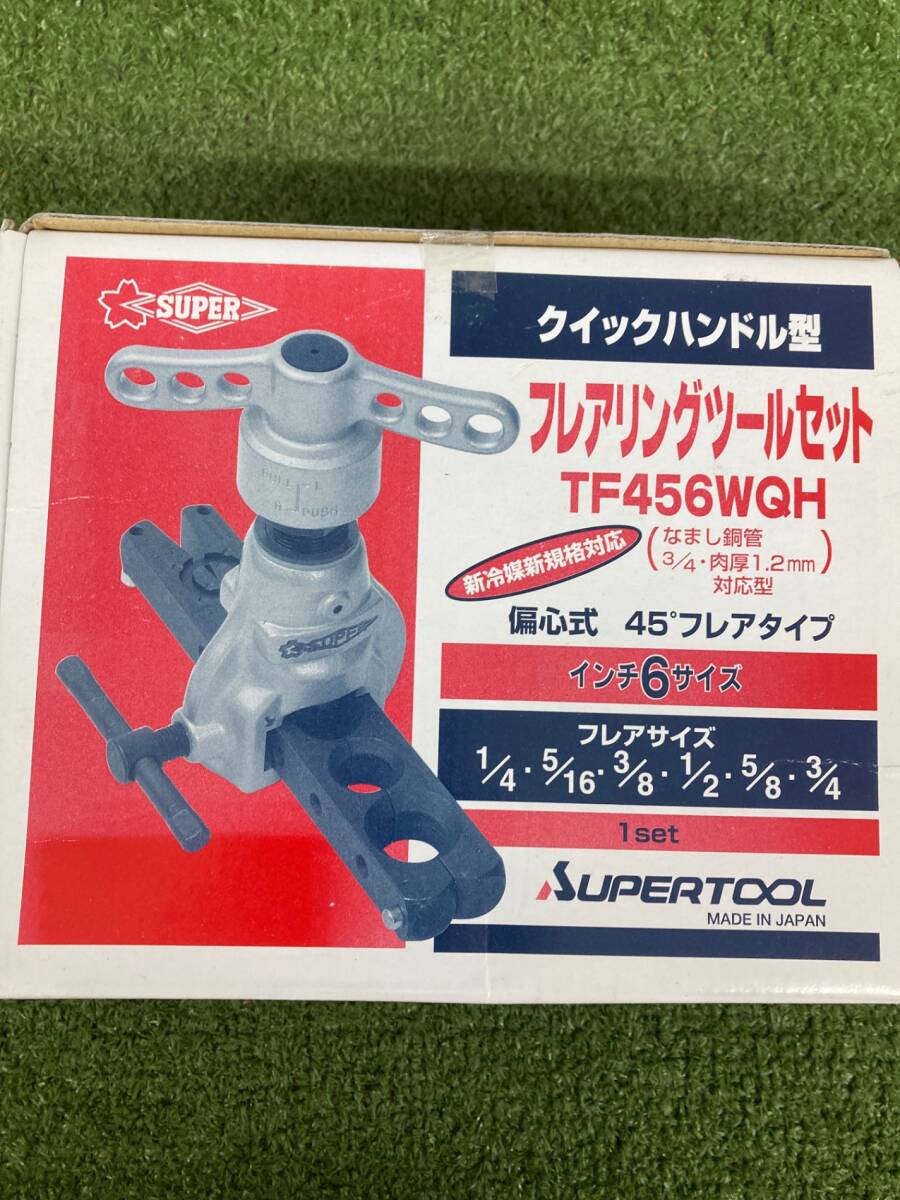 SUPER
クイックハンドル型
フレアリングツールセット
TF456WQH
新冷媒新規格対応
(なまし銅管
3/4・肉厚1.2mm)
対応型
偏心式 45°フレアタイプ
インチ6サイズ
フレアサイズ
1/4・5/16・3/8・1/2・5/8・3/4
1set
SUPERTOOL
MADE IN JAPAN
PULL L
R PUSH
SUPER